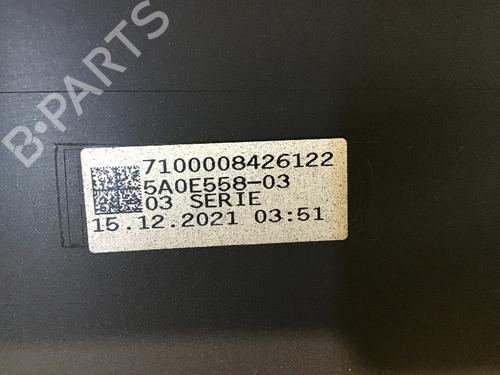 B-PARTS
7100008426122
5A0E558-03
03 SERIE
15.12.2021 03:51